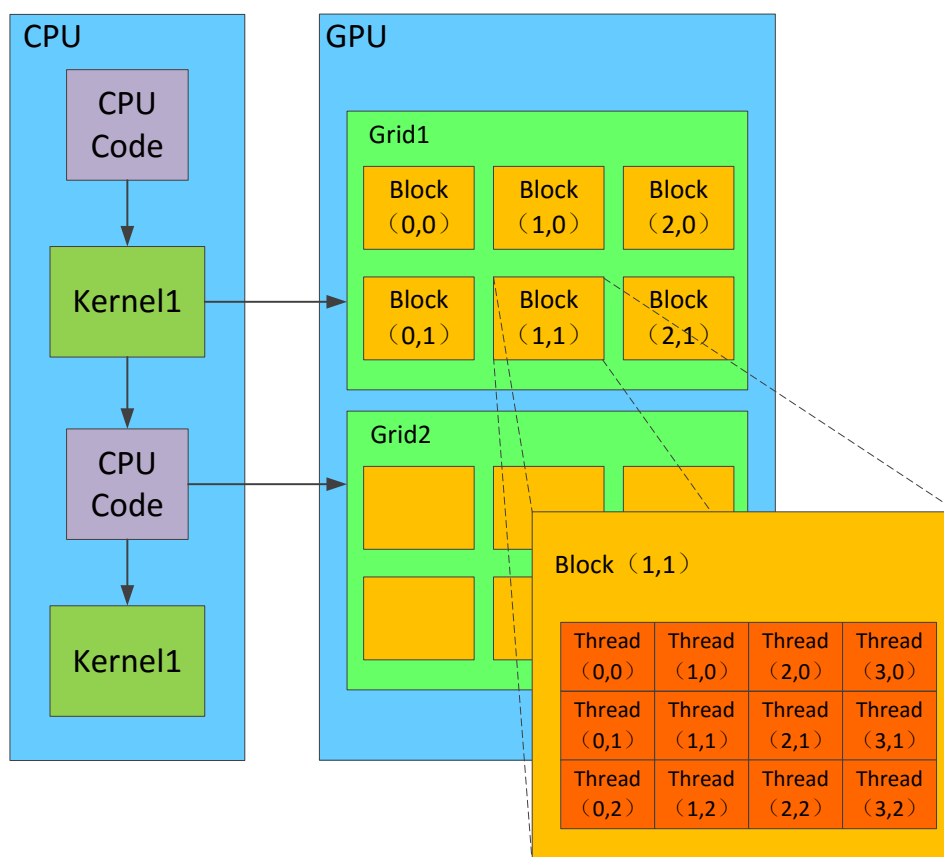 CPU
CPU
Code
Kernel1
CPU
Code
Kernel1
GPU
Grid1
Block
（0,0）
Block
（1,0）
Block
（2,0）
Block
（0,1）
Block
（1,1）
Block
（2,1）
Grid2
Block（1,1）
Thread
（0,0）
Thread
（1,0）
Thread
（2,0）
Thread
（3,0）
Thread
（0,1）
Thread
（1,1）
Thread
（2,1）
Thread
（3,1）
Thread
（0,2）
Thread
（1,2）
Thread
（2,2）
Thread
（3,2）